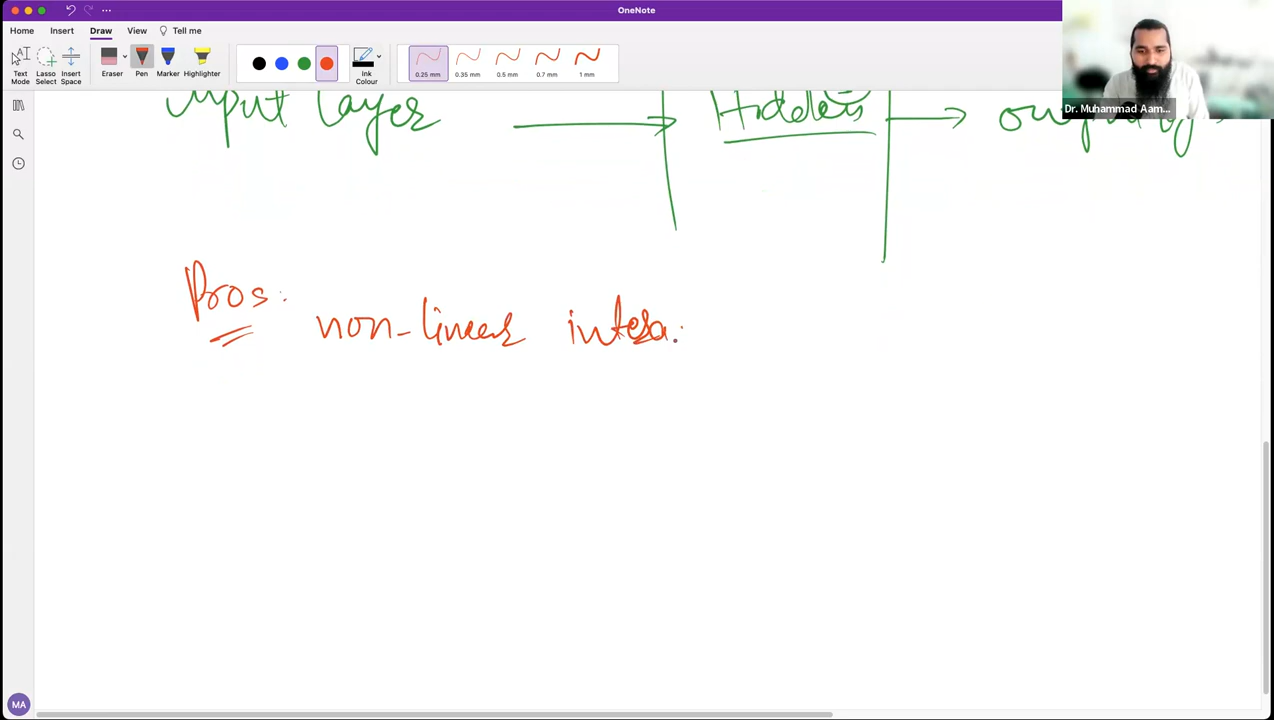 OneNote
Home Insert Draw View Tell me
Text Mode Lasso Select Insert Space Eraser Pen Marker Highlighter Ink Colour 0.25 mm 0.35 mm 0.5 mm 0.7 mm 1 mm
Dr. Muhammad Aam...
input layer Hidden
Pros:
non-linear intera
MA